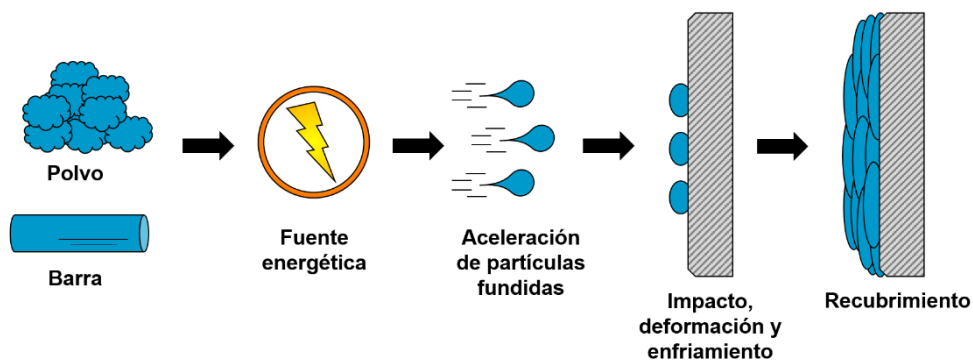 Polvo
Barra
Fuente
energética
Aceleración
de partículas
fundidas
Impacto,
deformación y
enfriamiento
Recubrimiento